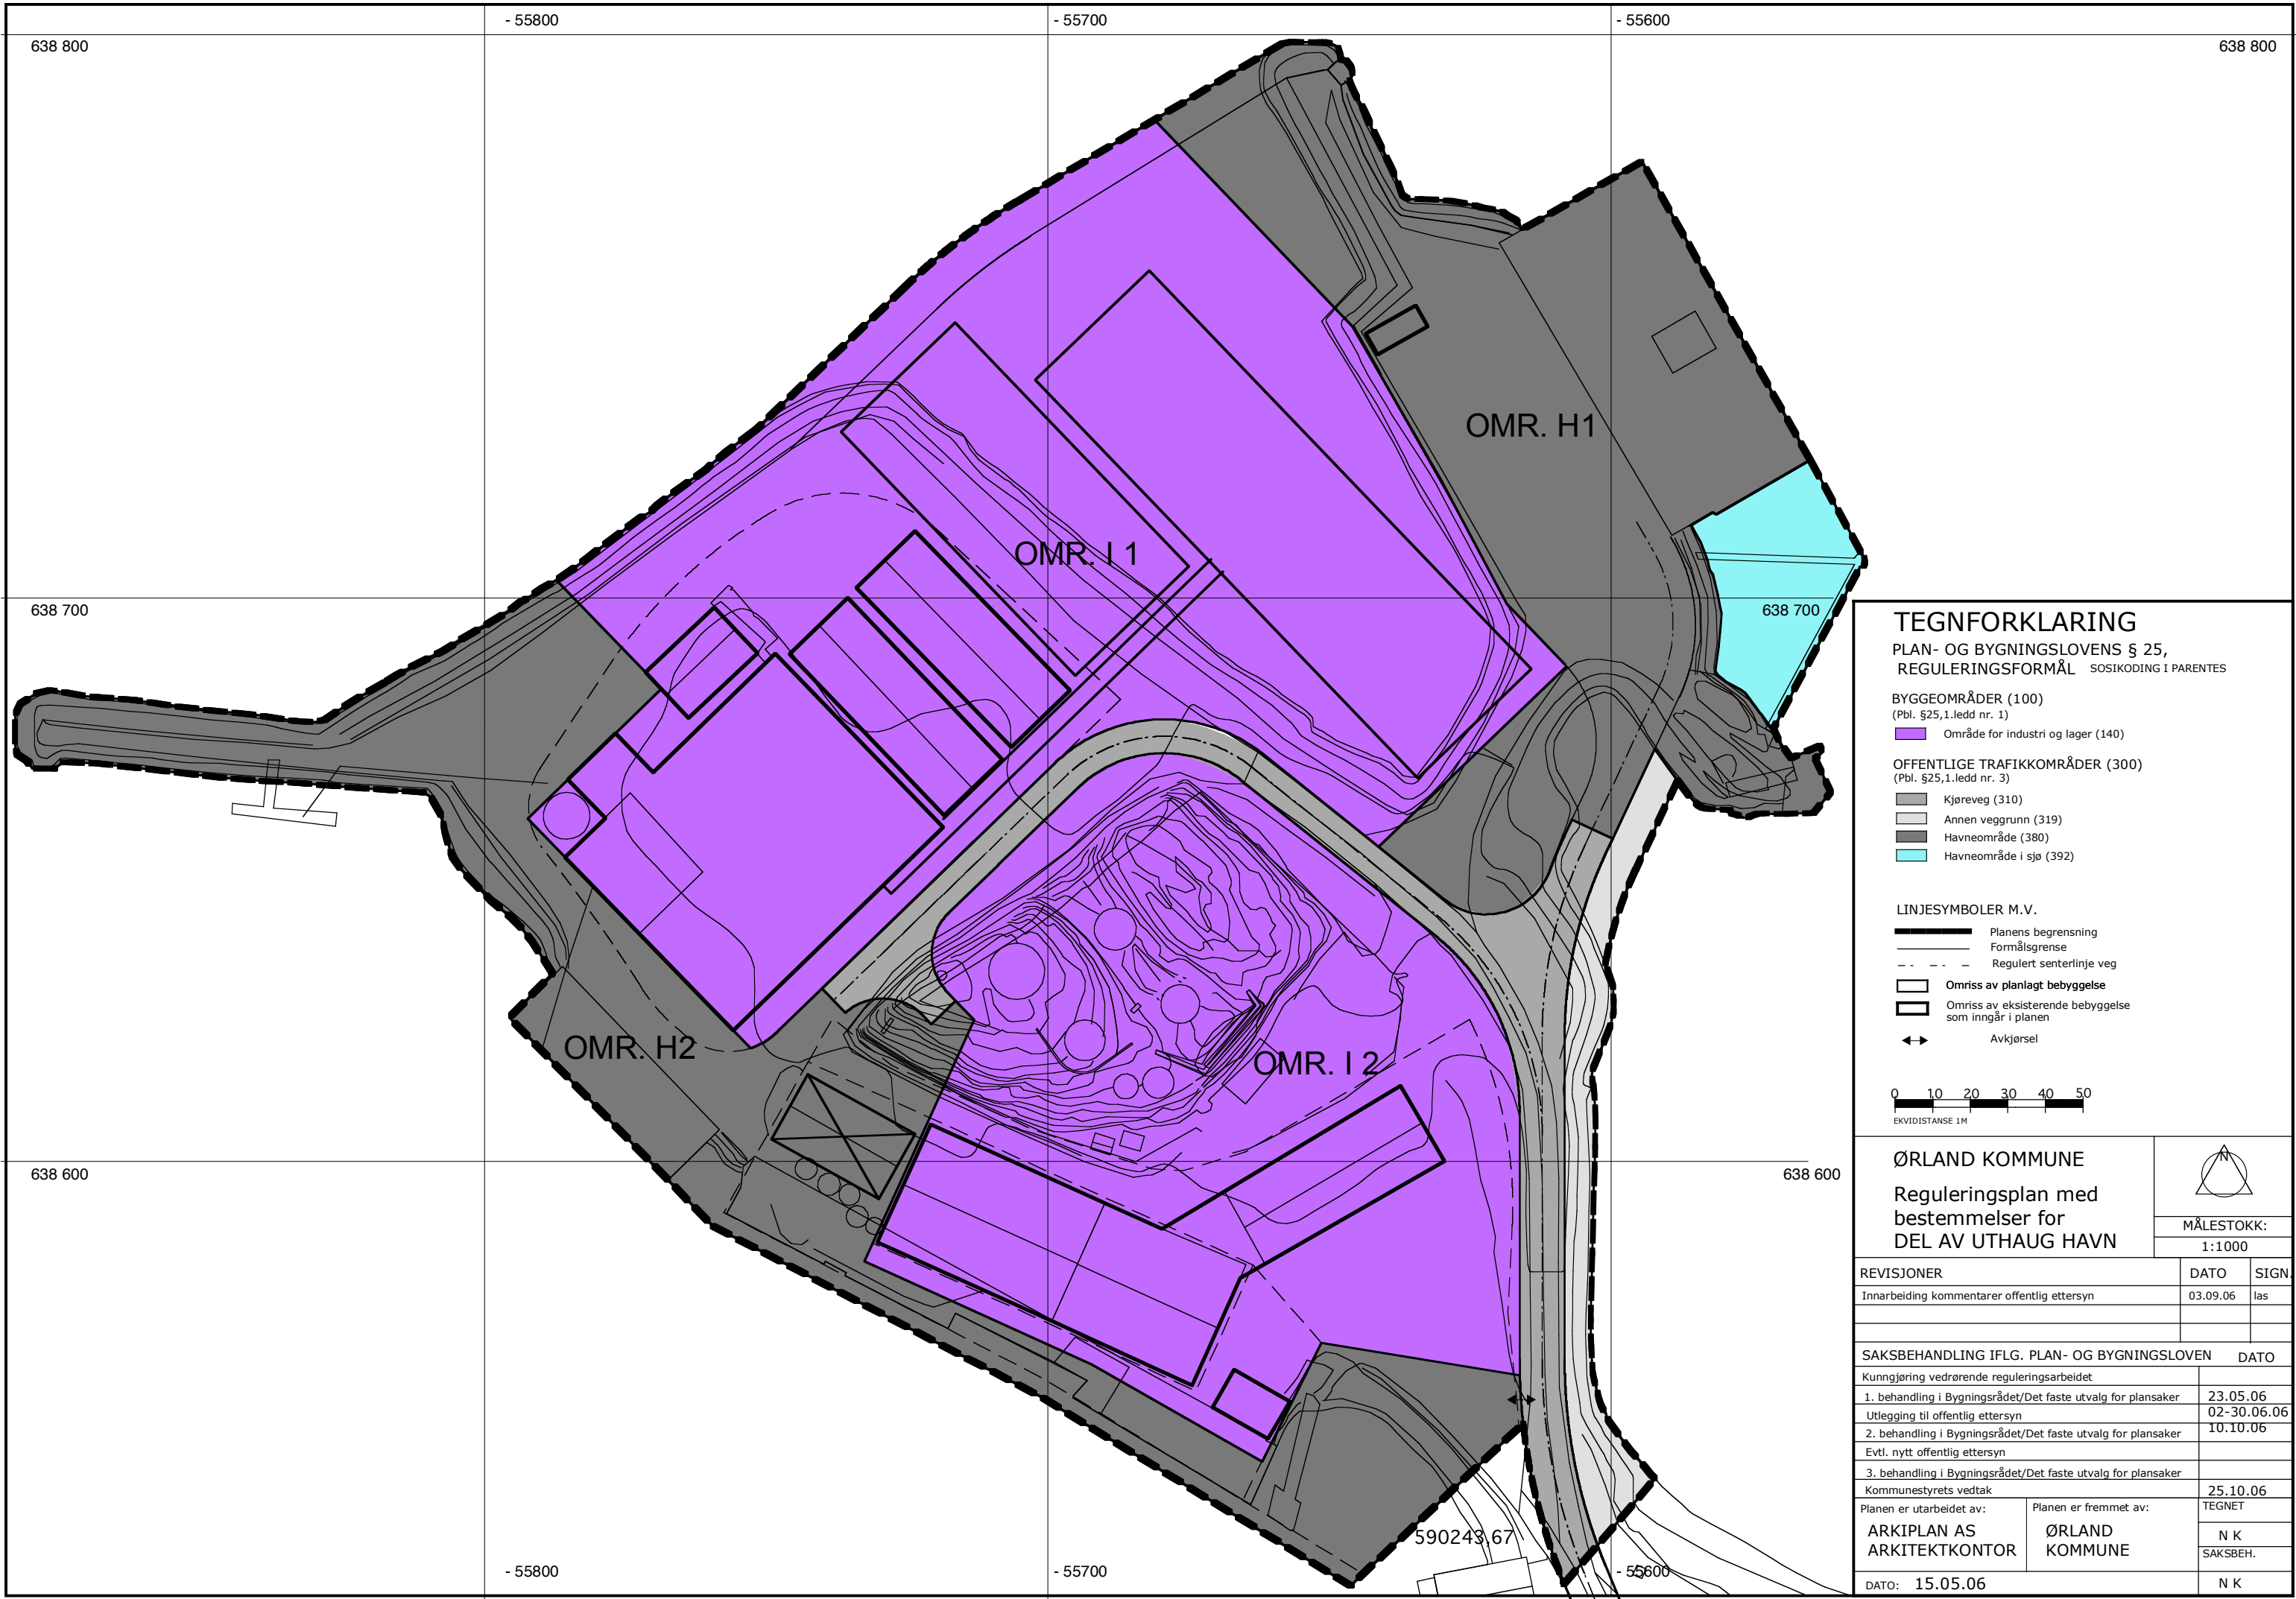 - 55800
- 55700
- 55600
638 800
638 800
OMR. H1
OMR. I 1
638 700
638 700
OMR. H2
OMR. I 2
638 600
638 600
590243,67
- 55800
- 55700
- 55600
TEGNFORKLARING
PLAN- OG BYGNINGSLOVENS § 25,
REGULERINGSFORMÅL SOSIKODING I PARENTES
BYGGEOMRÅDER (100)
(Pbl. §25,1.ledd nr. 1)
Område for industri og lager (140)
OFFENTLIGE TRAFIKKOMRÅDER (300)
(Pbl. §25,1.ledd nr. 3)
Kjøreveg (310)
Annen veggrunn (319)
Havneområde (380)
Havneområde i sjø (392)
LINJESYMBOLER M.V.
Planens begrensning
Formålsgrense
Regulert senterlinje veg
Omriss av planlagt bebyggelse
Omriss av eksisterende bebyggelse
som inngår i planen
Avkjørsel
0 10 20 30 40 50
EKVIDISTANSE 1M
ØRLAND KOMMUNE
Reguleringsplan med
bestemmelser for
DEL AV UTHAUG HAVN
N
MÅLESTOKK:
1:1000
REVISJONER DATO SIGN.
Innarbeiding kommentarer offentlig ettersyn 03.09.06 las
SAKSBEHANDLING IFLG. PLAN- OG BYGNINGSLOVEN DATO
Kunngjøring vedrørende reguleringsarbeidet
1. behandling i Bygningsrådet/Det faste utvalg for plansaker 23.05.06
Utlegging til offentlig ettersyn 02-30.06.06
2. behandling i Bygningsrådet/Det faste utvalg for plansaker 10.10.06
Evtl. nytt offentlig ettersyn
3. behandling i Bygningsrådet/Det faste utvalg for plansaker
Kommunestyrets vedtak 25.10.06
Planen er utarbeidet av: Planen er fremmet av: TEGNET
ARKIPLAN AS ØRLAND N K
ARKITEKTKONTOR KOMMUNE SAKSBEH.
DATO: 15.05.06 N K